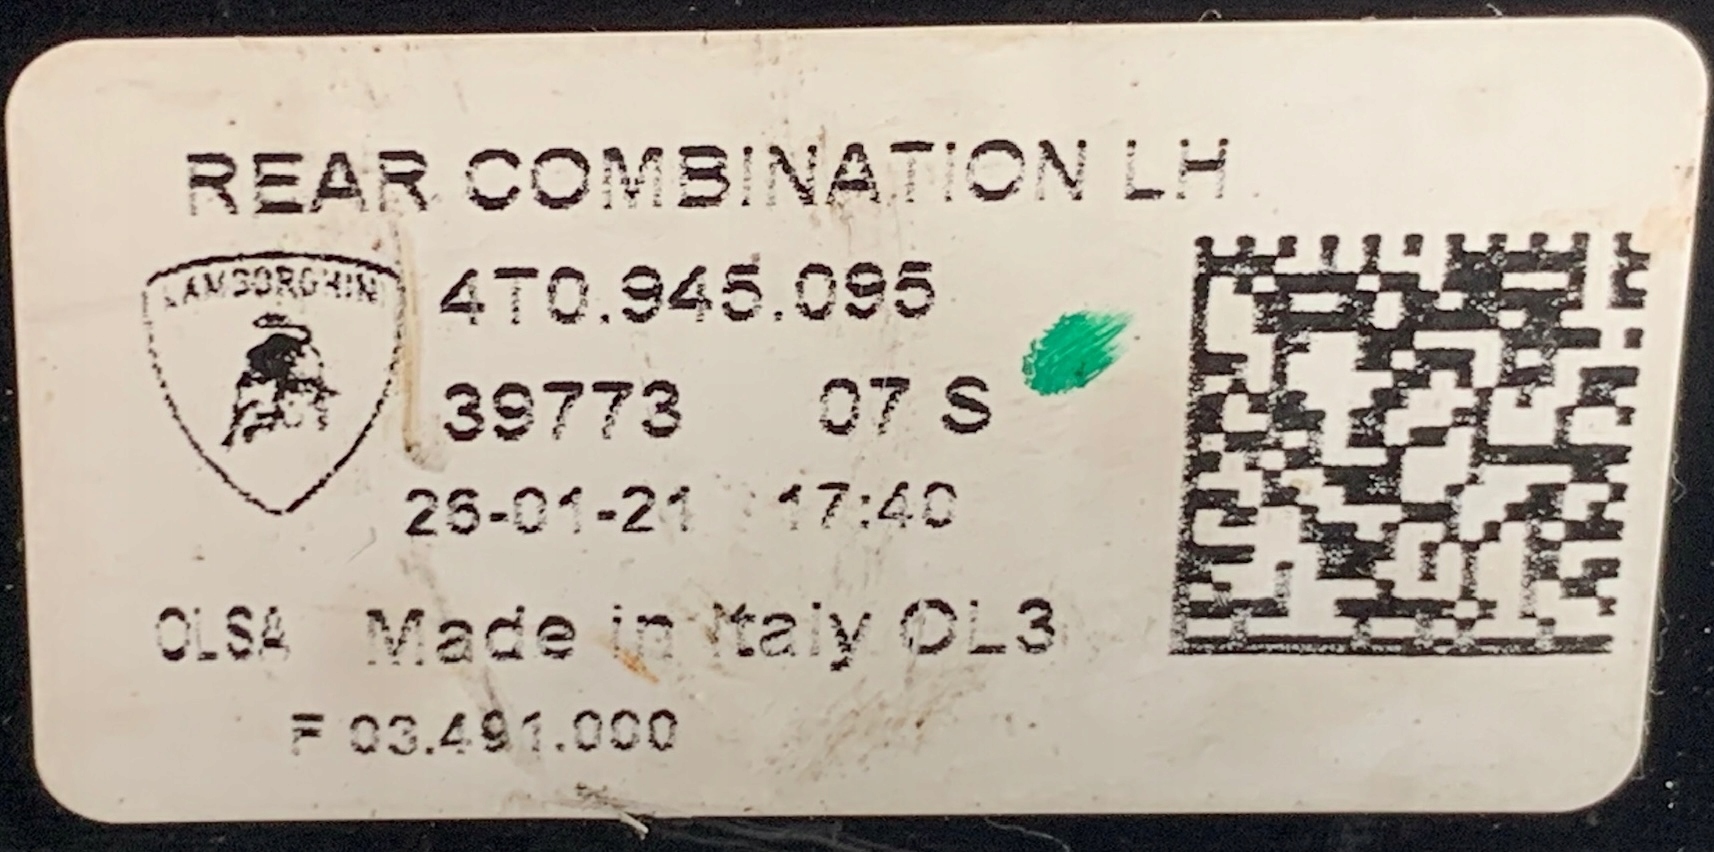 REAR COMBINATION LH
LAMBORGHINI
4T0.945.095
39773 07 S
26-01-21 17:40
OLSA Made in Italy OL3
F 03.491.000